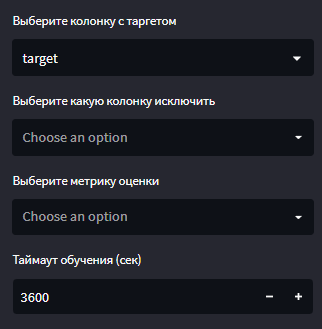 Выберите колонку с таргетом
target
Выберите какую колонку исключить
Choose an option
Выберите метрику оценки
Choose an option
Таймаут обучения (сек)
3600